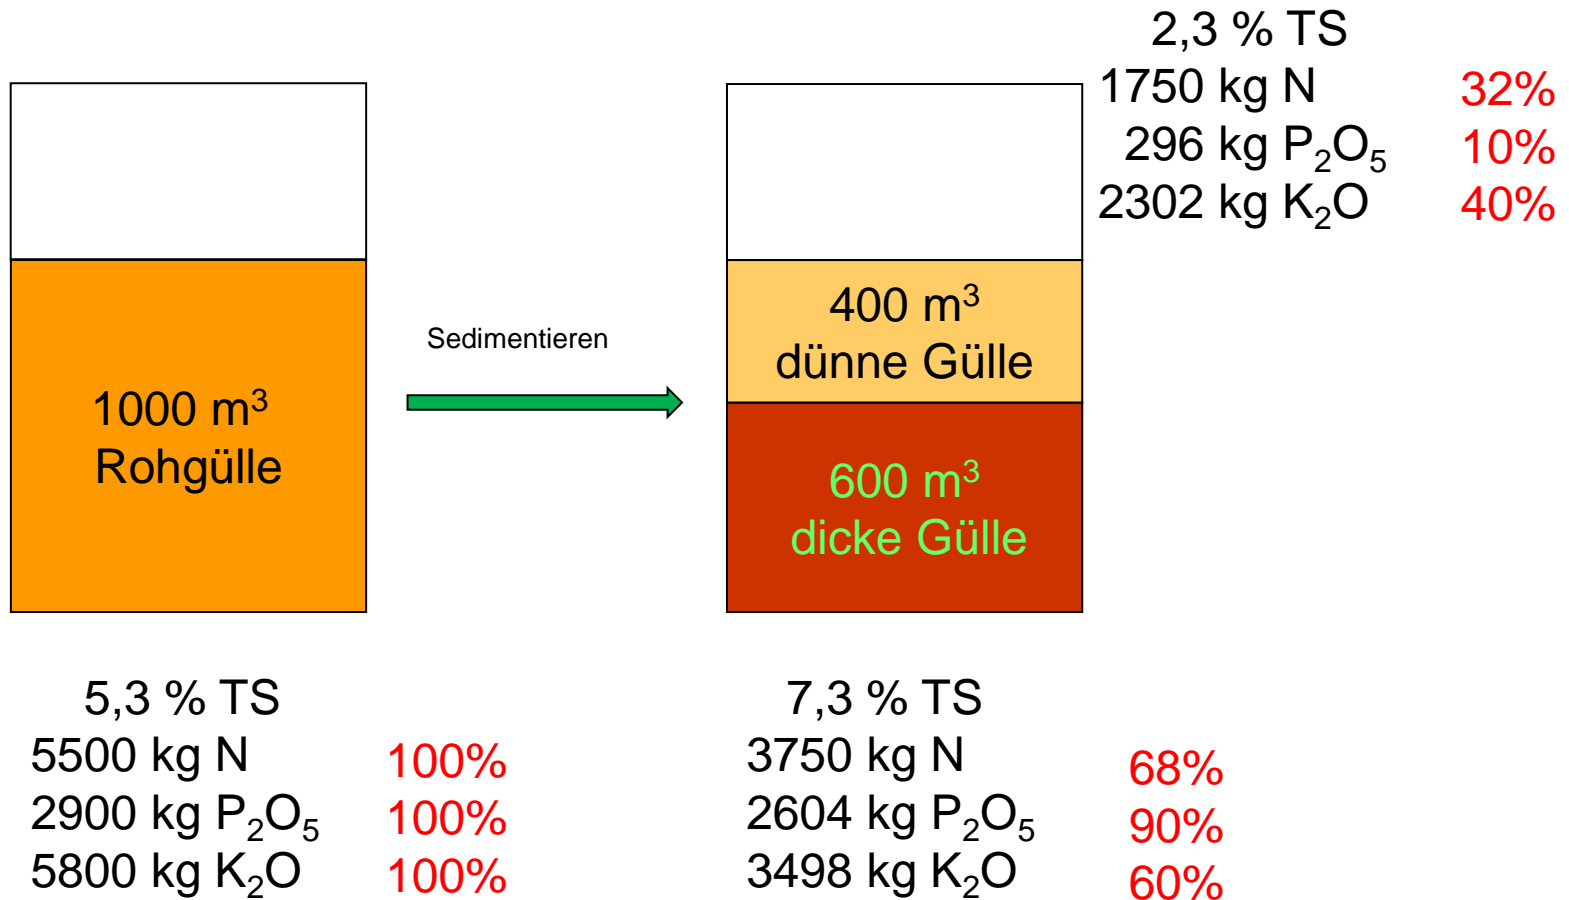 2,3 % TS
1750 kg N 32%
296 kg P₂O₅ 10%
2302 kg K₂O 40%
1000 m³
Rohgülle
Sedimentieren
400 m³
dünne Gülle
600 m³
dicke Gülle
5,3 % TS
5500 kg N 100%
2900 kg P₂O₅ 100%
5800 kg K₂O 100%
7,3 % TS
3750 kg N 68%
2604 kg P₂O₅ 90%
3498 kg K₂O 60%